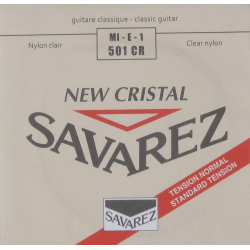 guitare classique - classic guitar
Nylon clair
MI - E - 1
501 CR
Clear nylon
NEW CRISTAL
SAVAREZ
TENSION NORMAL
STANDARD TENSION
SAVAREZ